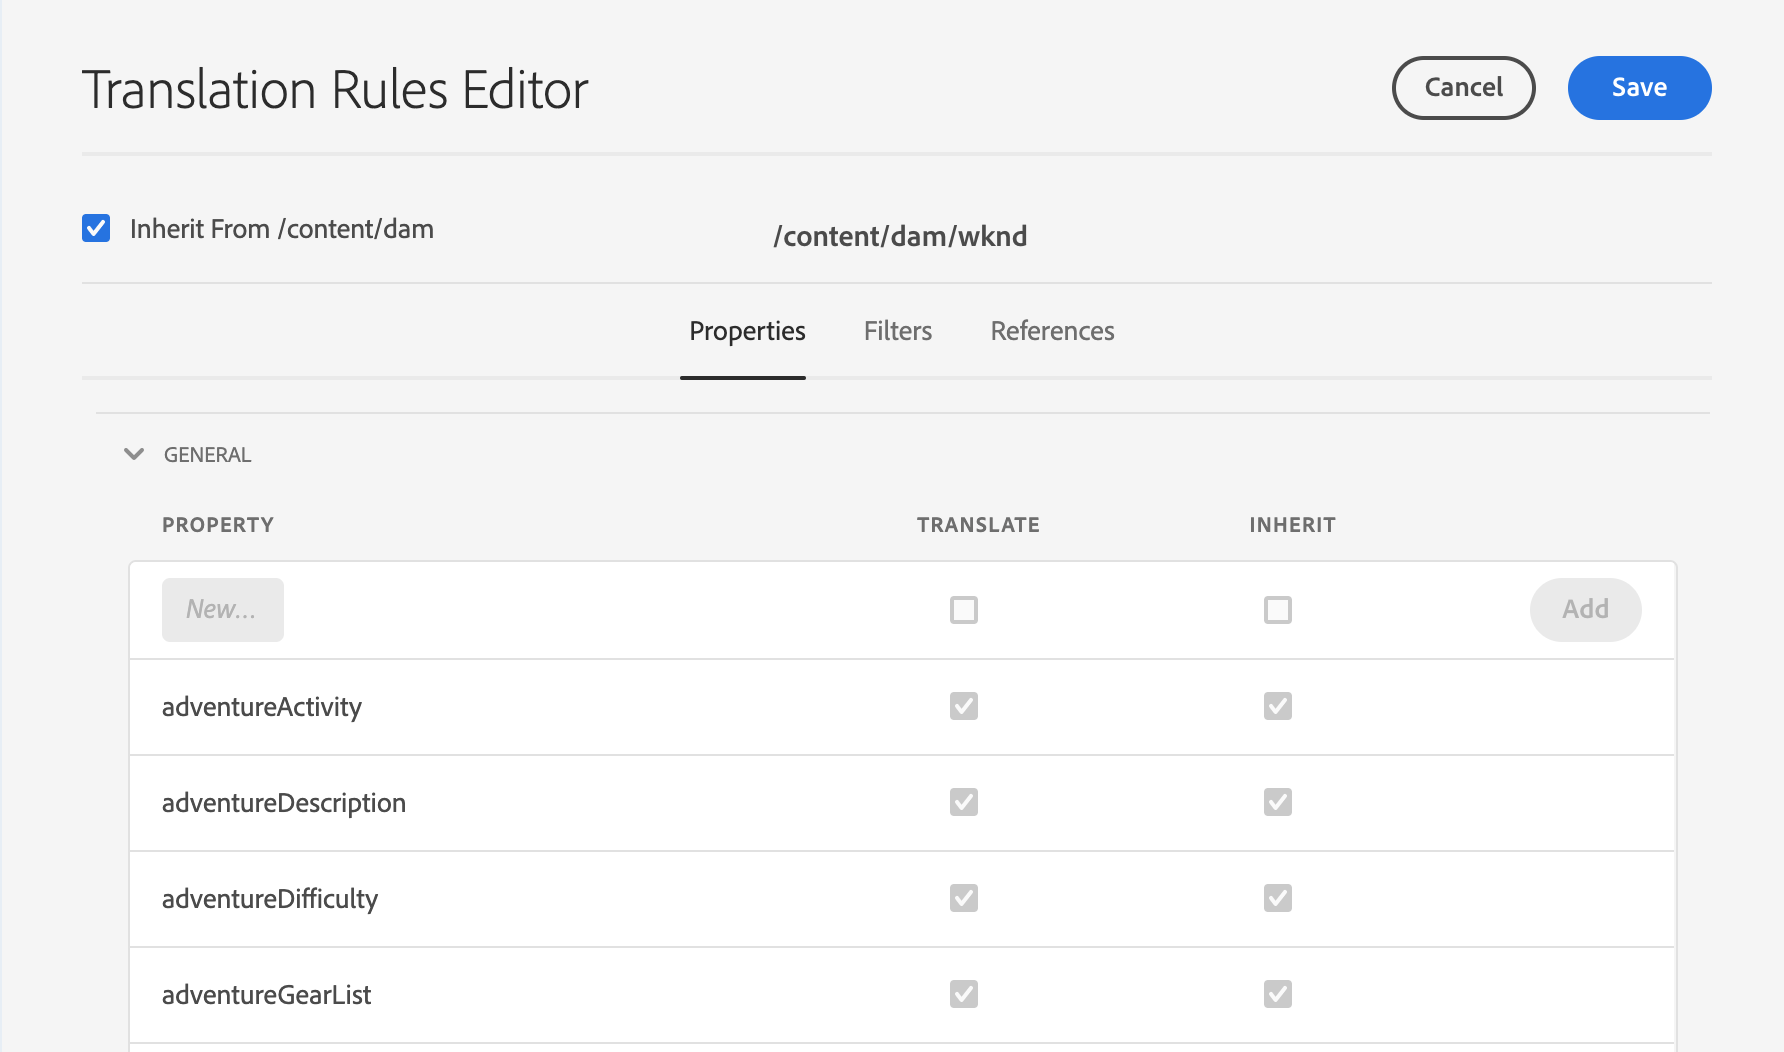 Translation Rules Editor
Cancel
Save
Inherit From /content/dam
/content/dam/wknd
Properties
Filters
References
GENERAL
PROPERTY
TRANSLATE
INHERIT
New...
Add
adventureActivity
adventureDescription
adventureDifficulty
adventureGearList